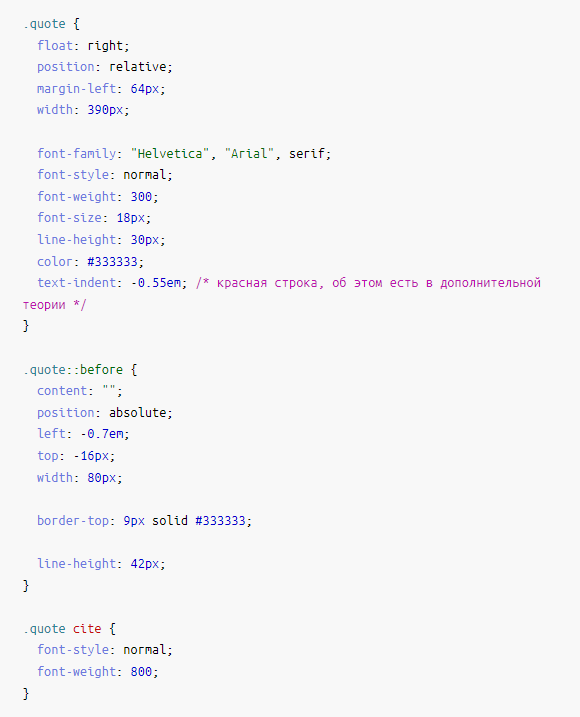 .quote {
  float: right;
  position: relative;
  margin-left: 64px;
  width: 390px;

  font-family: "Helvetica", "Arial", serif;
  font-style: normal;
  font-weight: 300;
  font-size: 18px;
  line-height: 30px;
  color: #333333;
  text-indent: -0.55em; /* красная строка, об этом есть в дополнительной
теории */
}

.quote::before {
  content: "";
  position: absolute;
  left: -0.7em;
  top: -16px;
  width: 80px;

  border-top: 9px solid #333333;

  line-height: 42px;
}

.quote cite {
  font-style: normal;
  font-weight: 800;
}